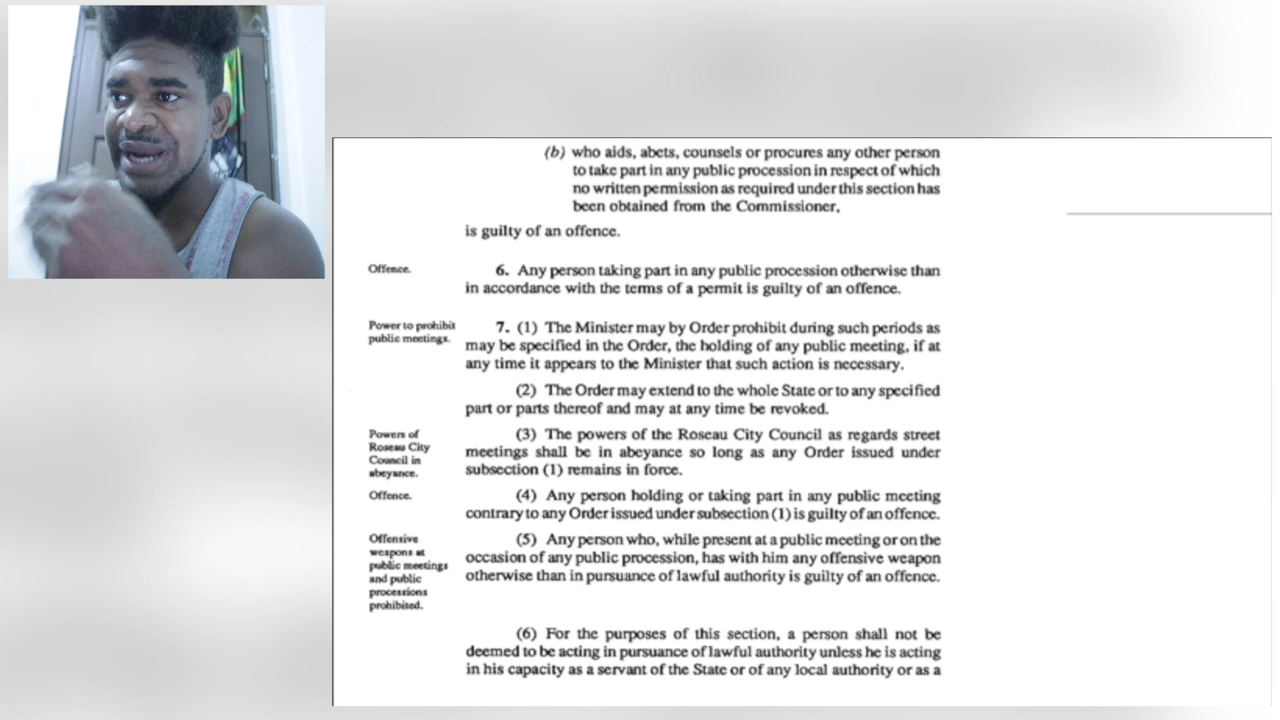 (b) who aids, abets, counsels or procures any other person
to take part in any public procession in respect of which
no written permission as required under this section has
been obtained from the Commissioner,
is guilty of an offence.
Offence.
6. Any person taking part in any public procession otherwise than
in accordance with the terms of a permit is guilty of an offence.
Power to prohibit
public meetings.
7. (1) The Minister may by Order prohibit during such periods as
may be specified in the Order, the holding of any public meeting, if at
any time it appears to the Minister that such action is necessary.
(2) The Order may extend to the whole State or to any specified
part or parts thereof and may at any time be revoked.
Powers of
Roseau City
Council in
abeyance.
(3) The powers of the Roseau City Council as regards street
meetings shall be in abeyance so long as any Order issued under
subsection (1) remains in force.
Offence.
(4) Any person holding or taking part in any public meeting
contrary to any Order issued under subsection (1) is guilty of an offence.
Offensive
weapons at
public meetings
and public
processions
prohibited.
(5) Any person who, while present at a public meeting or on the
occasion of any public procession, has with him any offensive weapon
otherwise than in pursuance of lawful authority is guilty of an offence.
(6) For the purposes of this section, a person shall not be
deemed to be acting in pursuance of lawful authority unless he is acting
in his capacity as a servant of the State or of any local authority or as a